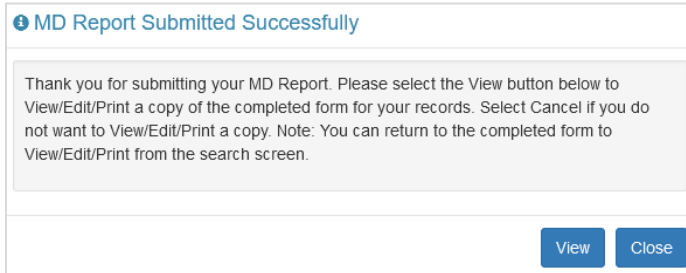 MD Report Submitted Successfully
Thank you for submitting your MD Report. Please select the View button below to
View/Edit/Print a copy of the completed form for your records. Select Cancel if you do
not want to View/Edit/Print a copy. Note: You can return to the completed form to
View/Edit/Print from the search screen.
View Close